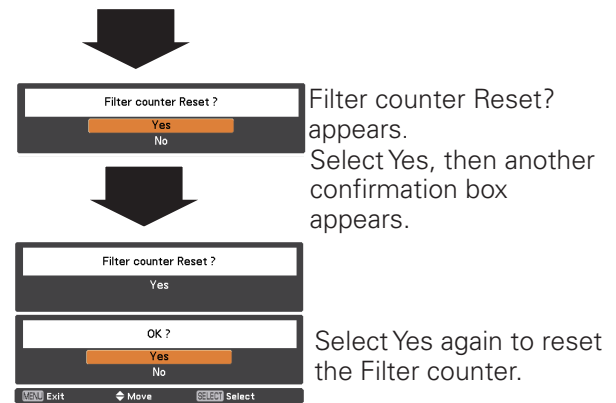 Filter counter Reset ?
Yes
No
Filter counter Reset?
appears.
Select Yes, then another
confirmation box
appears.
Filter counter Reset ?
Yes
OK ?
Yes
No
MENU Exit Move SELECT Select
Select Yes again to reset
the Filter counter.